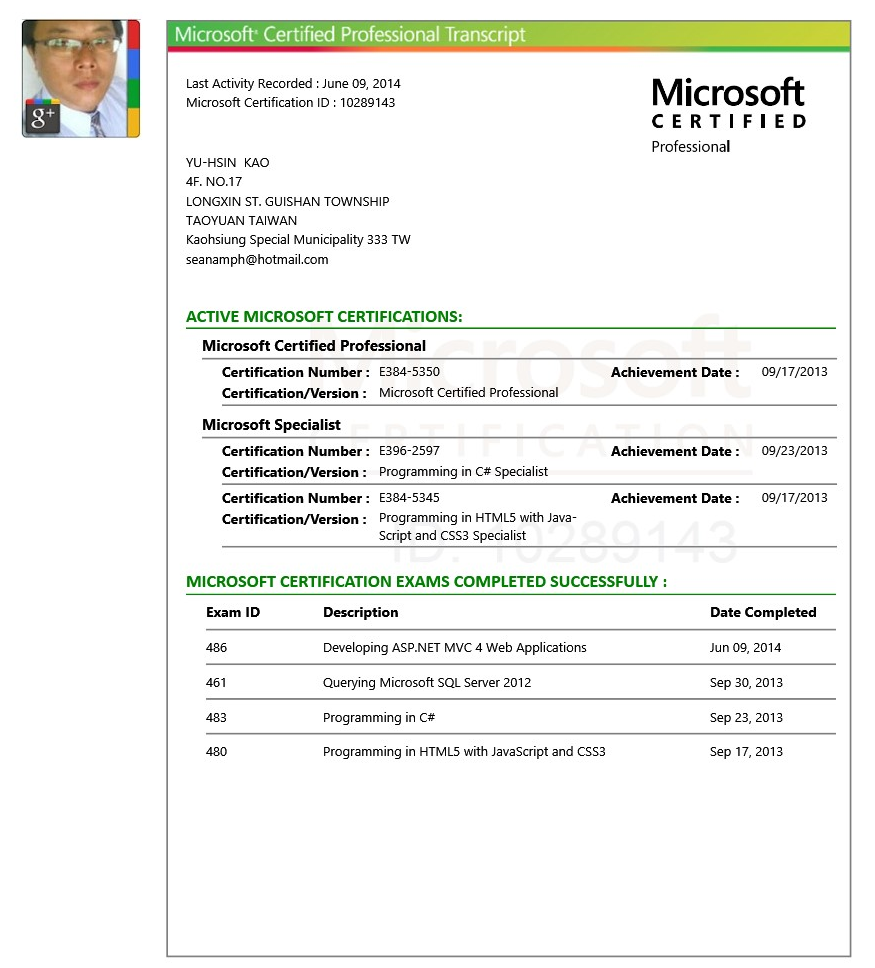 g+
Microsoft® Certified Professional Transcript
Last Activity Recorded : June 09, 2014
Microsoft Certification ID : 10289143
Microsoft
CERTIFIED
Professional
YU-HSIN KAO
4F. NO.17
LONGXIN ST. GUISHAN TOWNSHIP
TAOYUAN TAIWAN
Kaohsiung Special Municipality 333 TW
seanamph@hotmail.com
ACTIVE MICROSOFT CERTIFICATIONS:
Microsoft Certified Professional
Certification Number : E384-5350 Achievement Date : 09/17/2013
Certification/Version : Microsoft Certified Professional
Microsoft Specialist
Certification Number : E396-2597 Achievement Date : 09/23/2013
Certification/Version : Programming in C# Specialist
Certification Number : E384-5345 Achievement Date : 09/17/2013
Certification/Version : Programming in HTML5 with Java-
Script and CSS3 Specialist
Microsoft
CERTIFICATION
ID: 10289143
MICROSOFT CERTIFICATION EXAMS COMPLETED SUCCESSFULLY :
Exam ID Description Date Completed
486 Developing ASP.NET MVC 4 Web Applications Jun 09, 2014
461 Querying Microsoft SQL Server 2012 Sep 30, 2013
483 Programming in C# Sep 23, 2013
480 Programming in HTML5 with JavaScript and CSS3 Sep 17, 2013